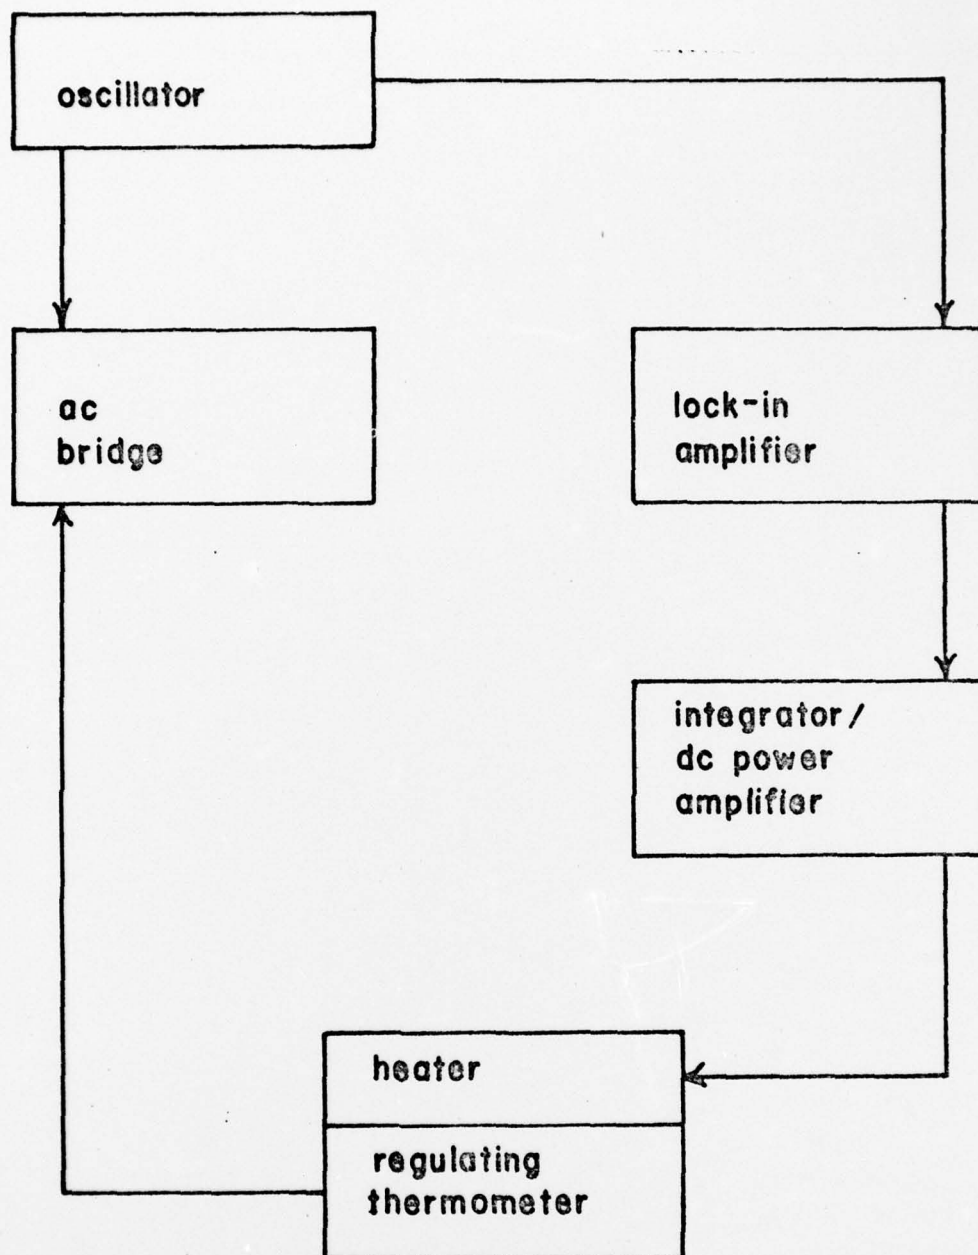 oscillator
ac
bridge
lock-in
amplifier
integrator/
dc power
amplifier
heater
regulating
thermometer